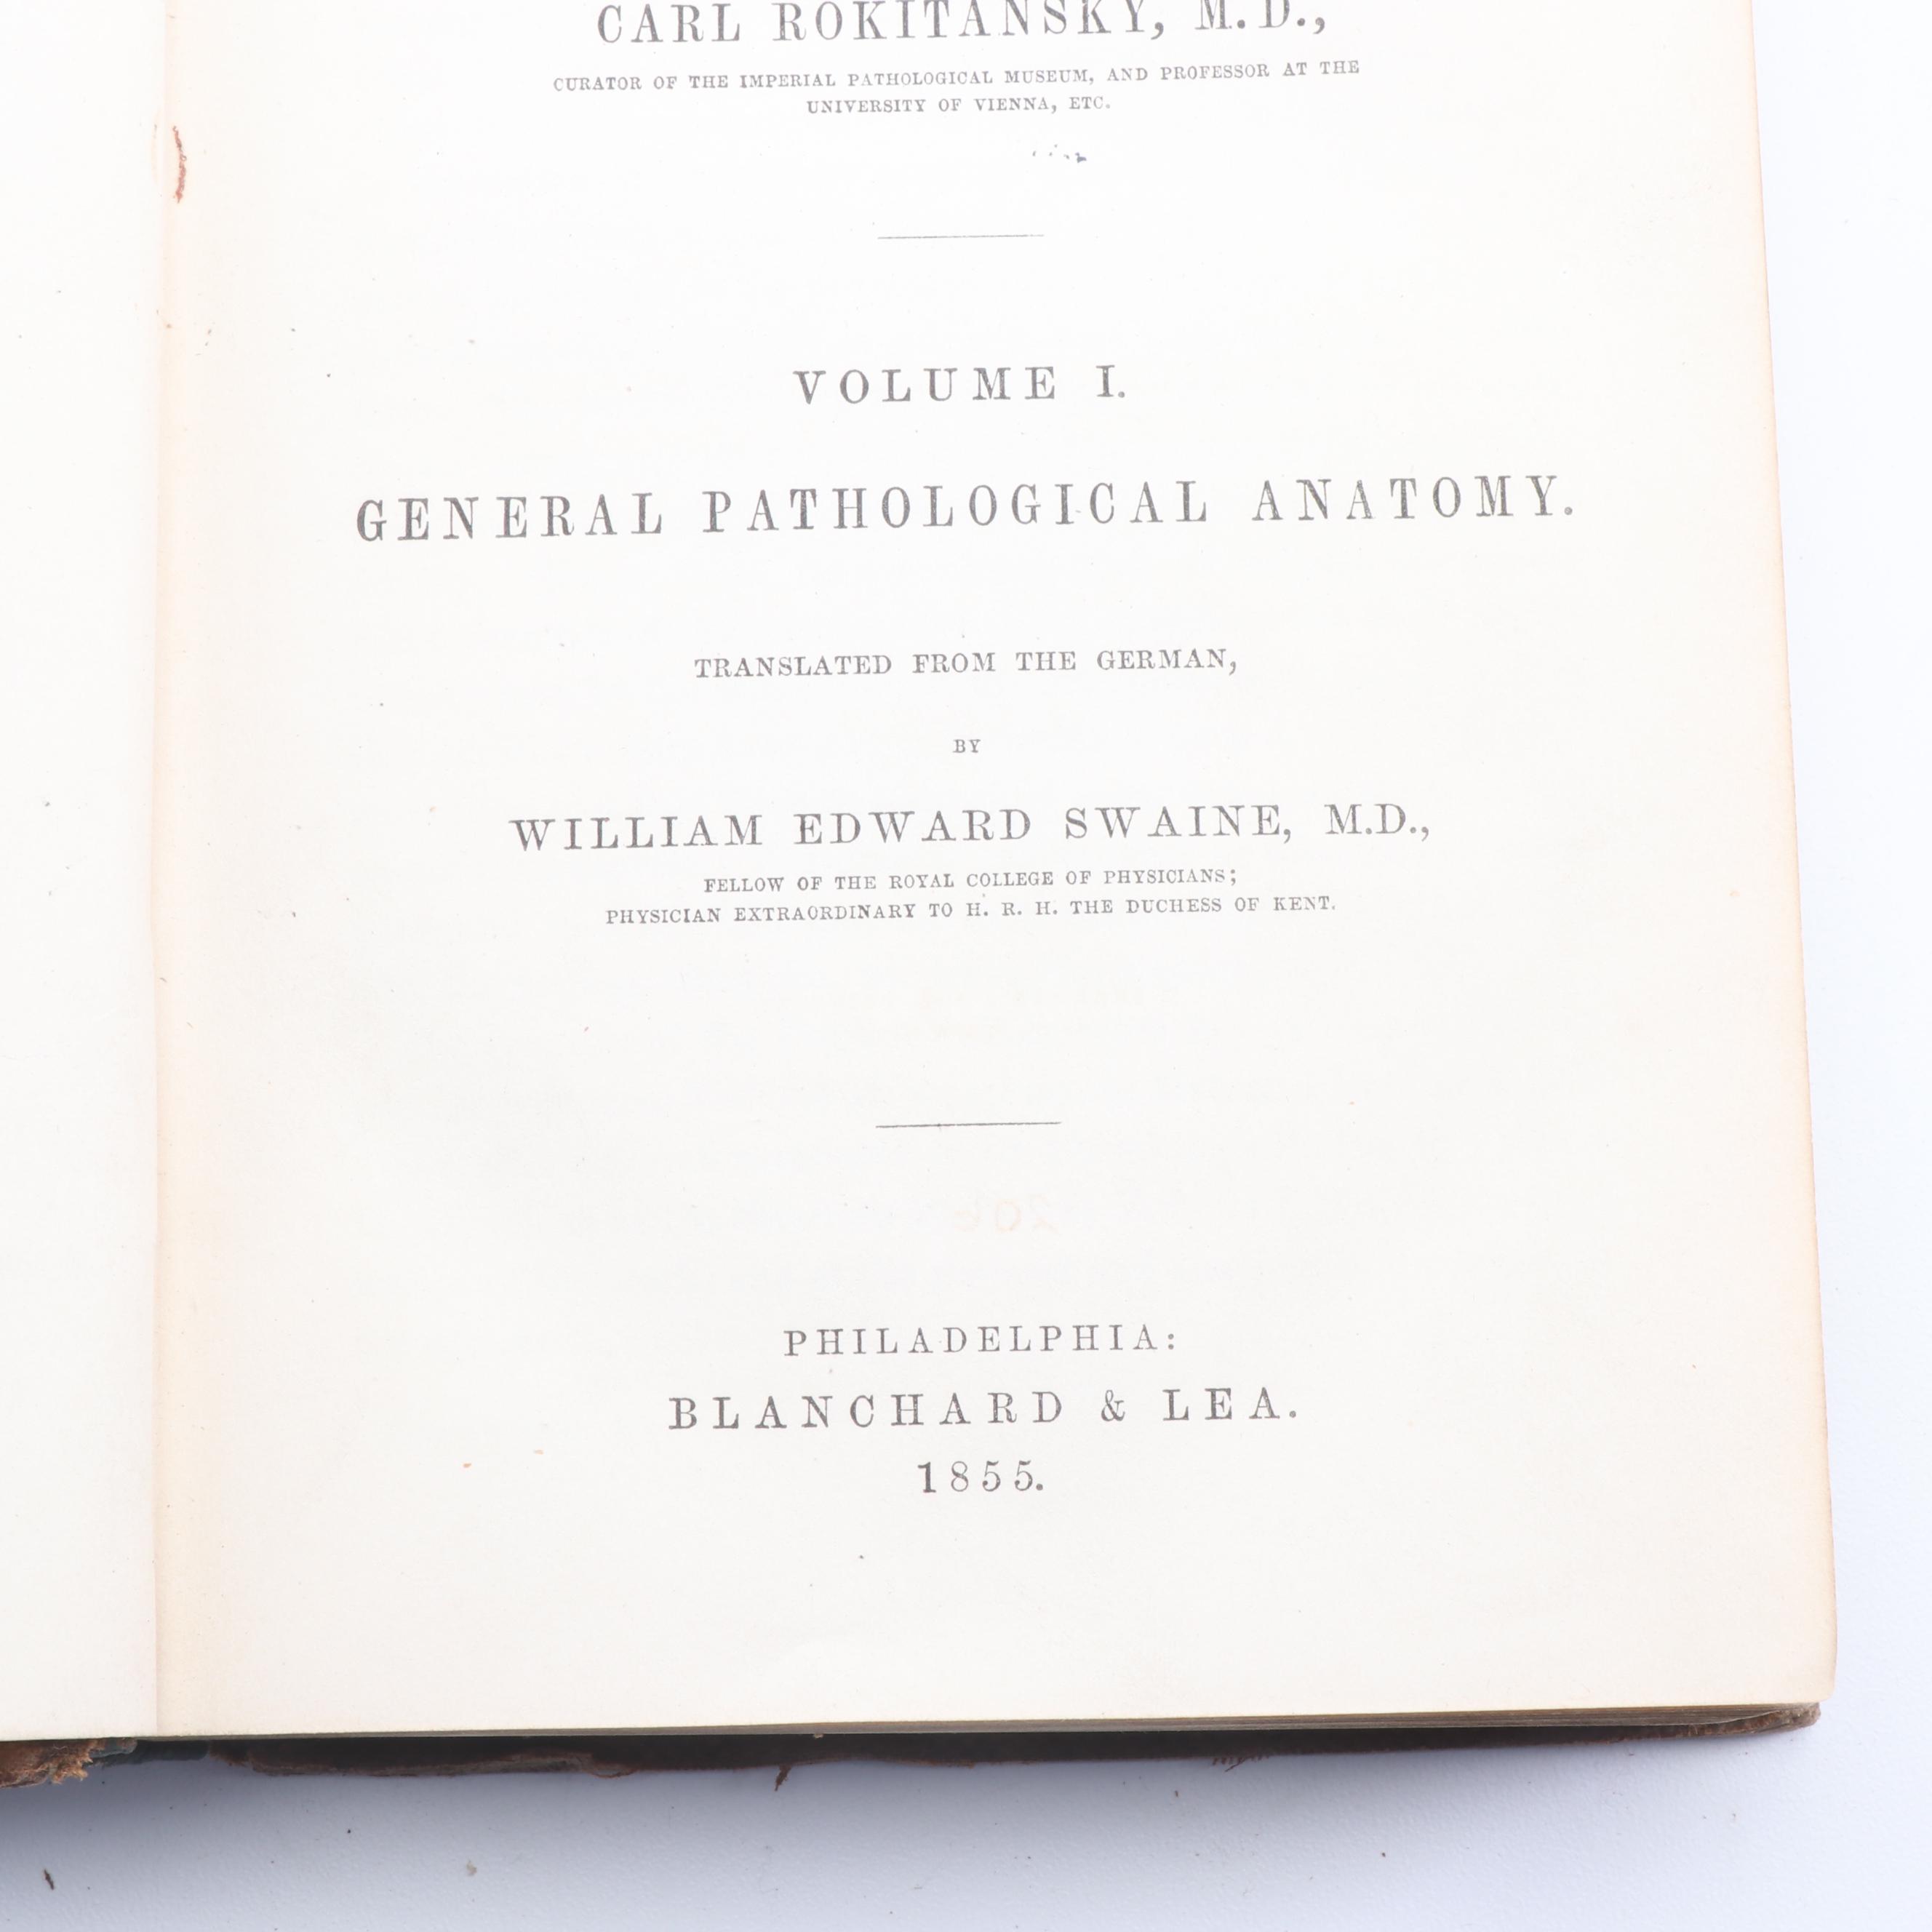 CARL ROKITANSKY, M.D.,
CURATOR OF THE IMPERIAL PATHOLOGICAL MUSEUM, AND PROFESSOR AT THE
UNIVERSITY OF VIENNA, ETC.
VOLUME I.
GENERAL PATHOLOGICAL ANATOMY.
TRANSLATED FROM THE GERMAN,
BY
WILLIAM EDWARD SWAINE, M.D.,
FELLOW OF THE ROYAL COLLEGE OF PHYSICIANS;
PHYSICIAN EXTRAORDINARY TO H. R. H. THE DUCHESS OF KENT.
PHILADELPHIA:
BLANCHARD & LEA.
1855.